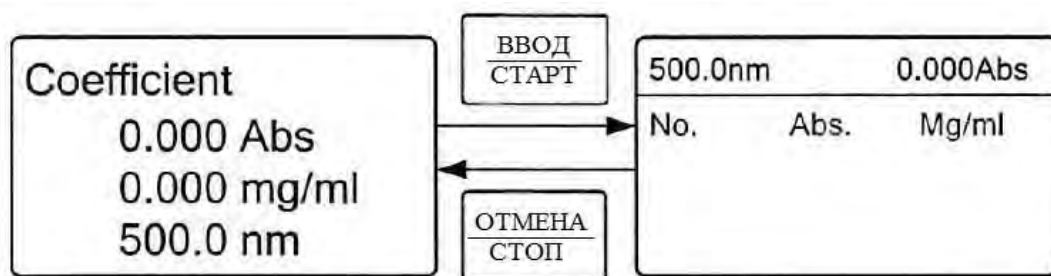 Coefficient
0.000 Abs
0.000 mg/ml
500.0 nm
ВВОД
СТАРТ
ОТМЕНА
СТОП
500.0nm 0.000Abs
No. Abs. Mg/ml